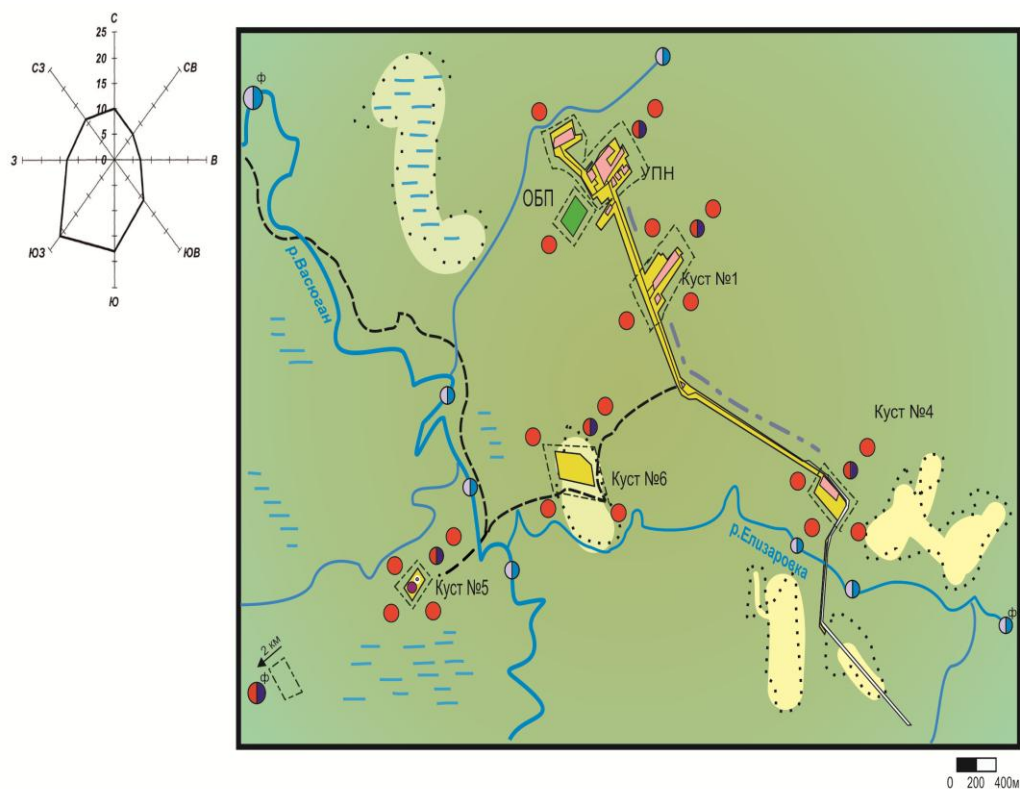 С
25
20
15
10
5
0
СЗ
СВ
З
В
ЮЗ
ЮВ
Ю
Ф
УПН
ОБП
Куст №1
р.Васюган
Куст №4
Куст №6
р.Елизаровка
Куст №5
Ф
2 км
Ф
0 200 400м